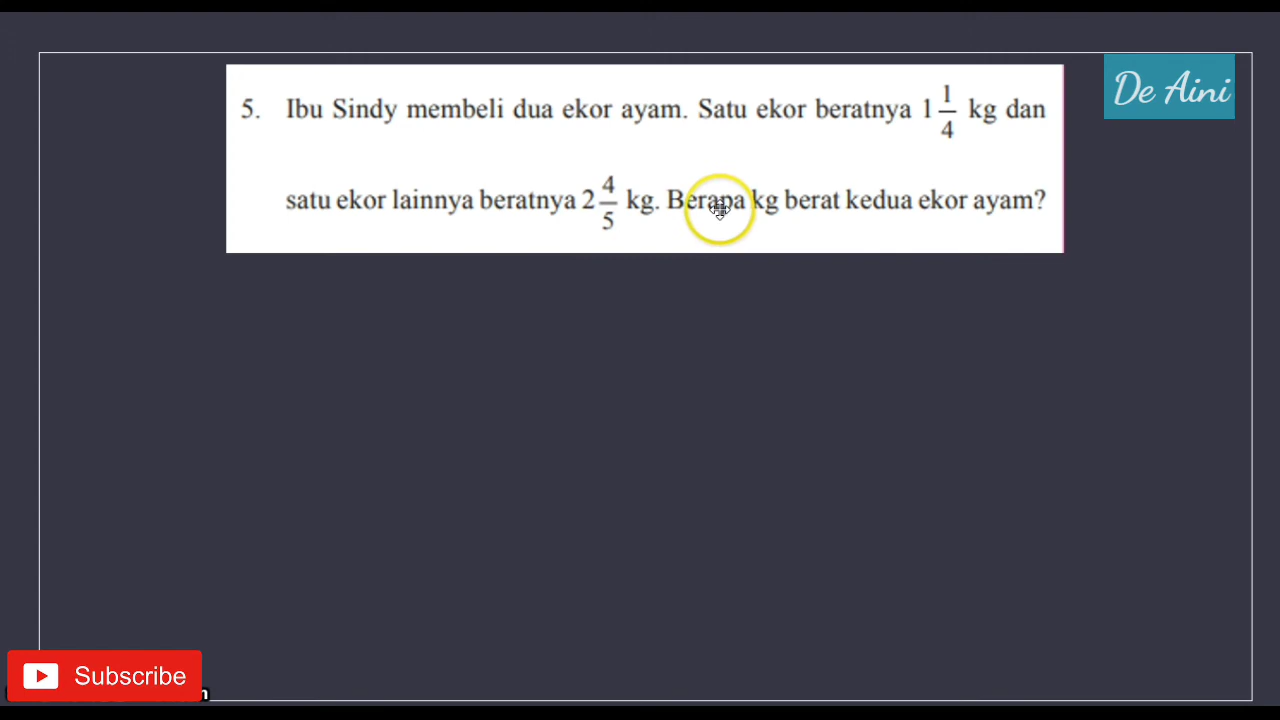 De Aini
5. Ibu Sindy membeli dua ekor ayam. Satu ekor beratnya 1 1/4 kg dan
satu ekor lainnya beratnya 2 4/5 kg. Berapa kg berat kedua ekor ayam?
Subscribe